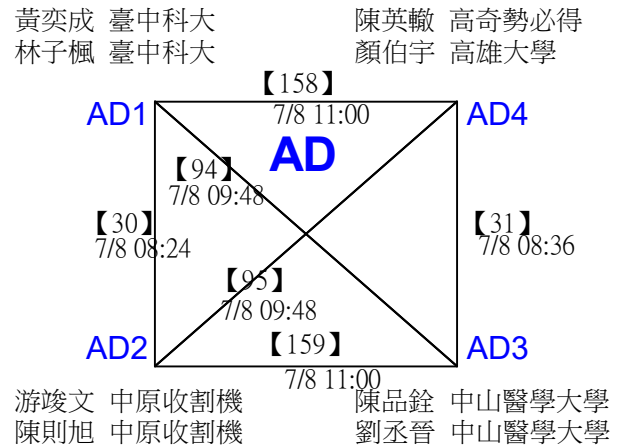 黃奕成 臺中科大
林子楓 臺中科大
陳英轍 高奇勢必得
顏伯宇 高雄大學
【158】
7/8 11:00
AD1
AD4
AD
【94】
7/8 09:48
【30】
7/8 08:24
【31】
7/8 08:36
【95】
7/8 09:48
【159】
7/8 11:00
AD2
AD3
游竣文 中原收割機
陳則旭 中原收割機
陳品銓 中山醫學大學
劉丞晉 中山醫學大學